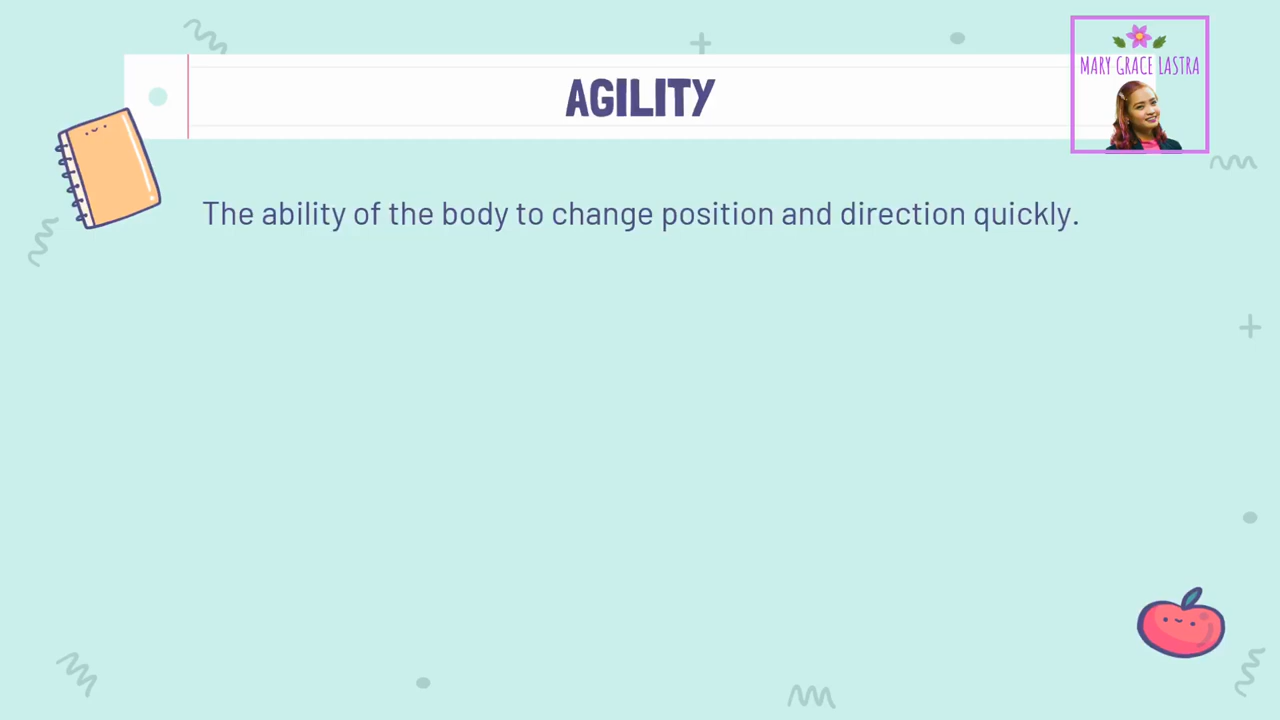 AGILITY
MARY GRACE LASTRA
The ability of the body to change position and direction quickly.